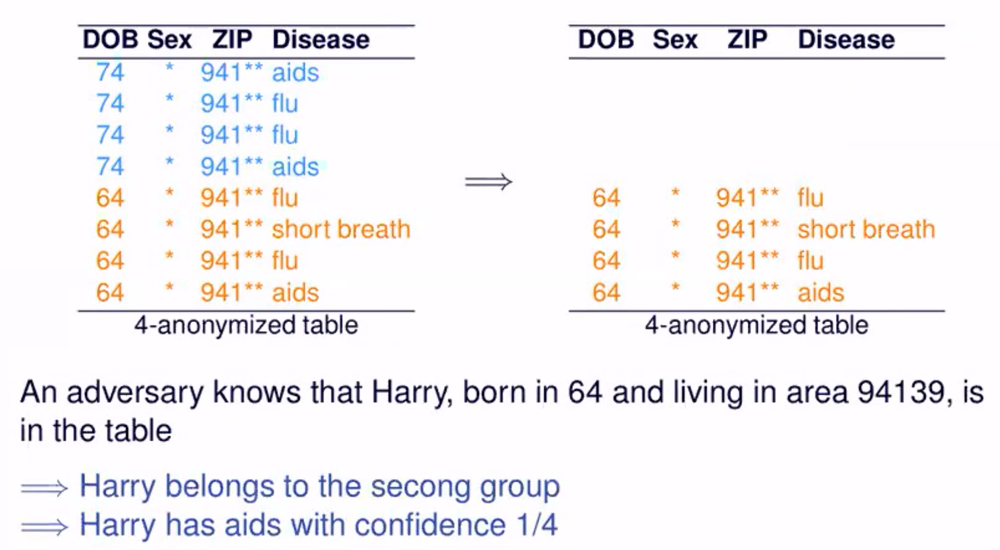 DOB Sex ZIP Disease
74 * 941** aids
74 * 941** flu
74 * 941** flu
74 * 941** aids
64 * 941** flu
64 * 941** short breath
64 * 941** flu
64 * 941** aids
4-anonymized table
⟹
DOB Sex ZIP Disease
64 * 941** flu
64 * 941** short breath
64 * 941** flu
64 * 941** aids
4-anonymized table
An adversary knows that Harry, born in 64 and living in area 94139, is
in the table
⟹ Harry belongs to the second group
⟹ Harry has aids with confidence 1/4